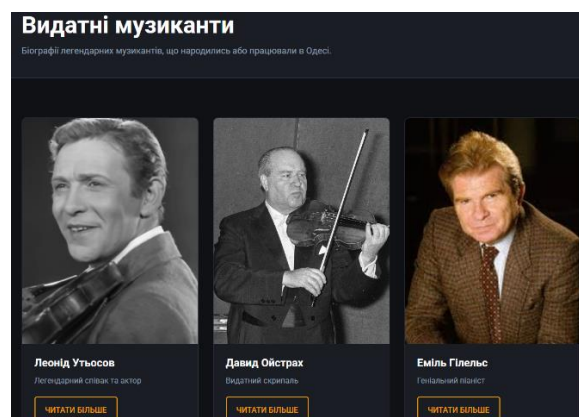 Видатні музиканти
Біографії легендарних музикантів, що народились або працювали в Одесі.
Леонід Утьосов
Легендарний співак та актор
ЧИТАТИ БІЛЬШЕ
Давид Ойстрах
Видатний скрипаль
ЧИТАТИ БІЛЬШЕ
Еміль Гілельс
Геніальний піаніст
ЧИТАТИ БІЛЬШЕ